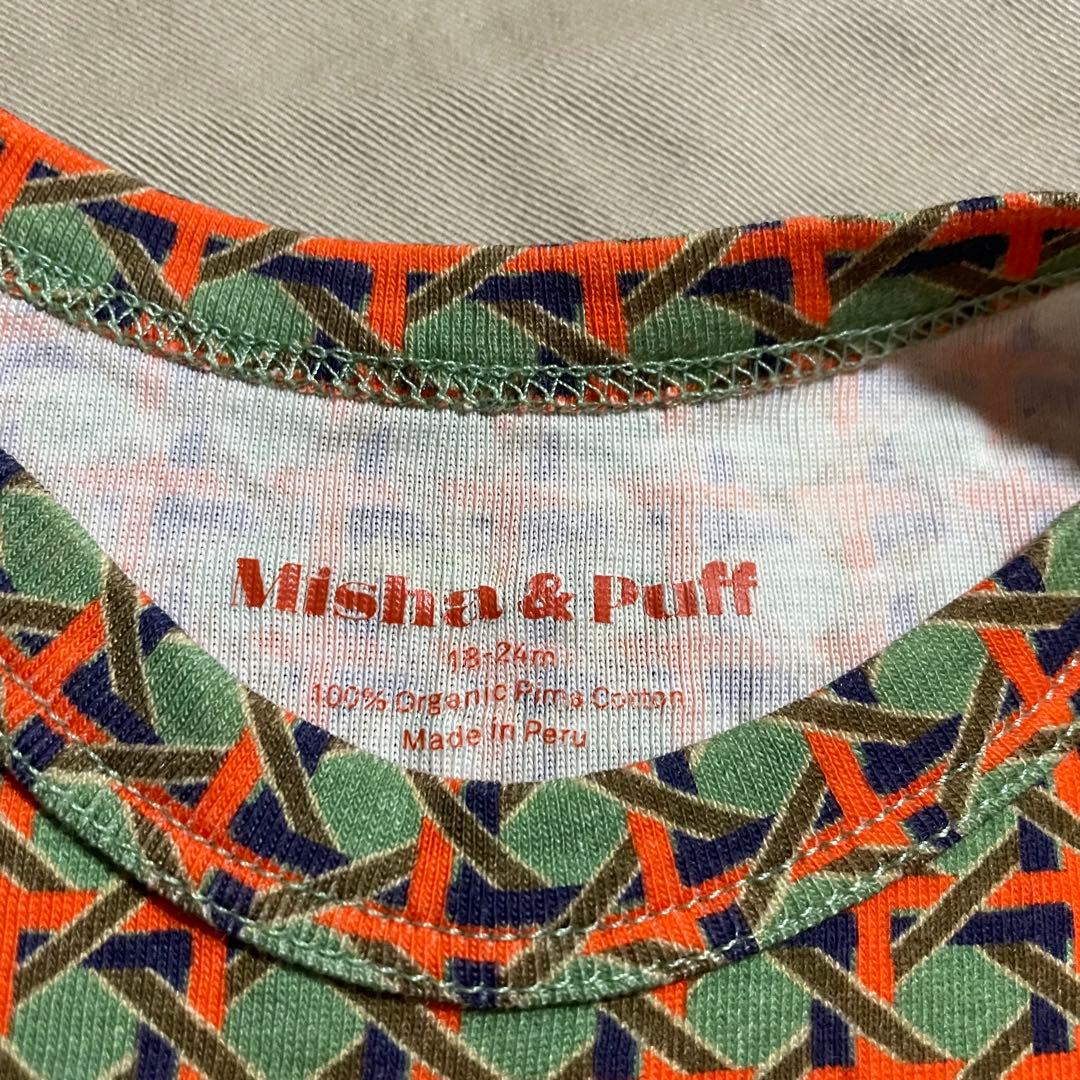 Misha & Puff
18-24m
100% Organic Pima Cotton
Made in Peru